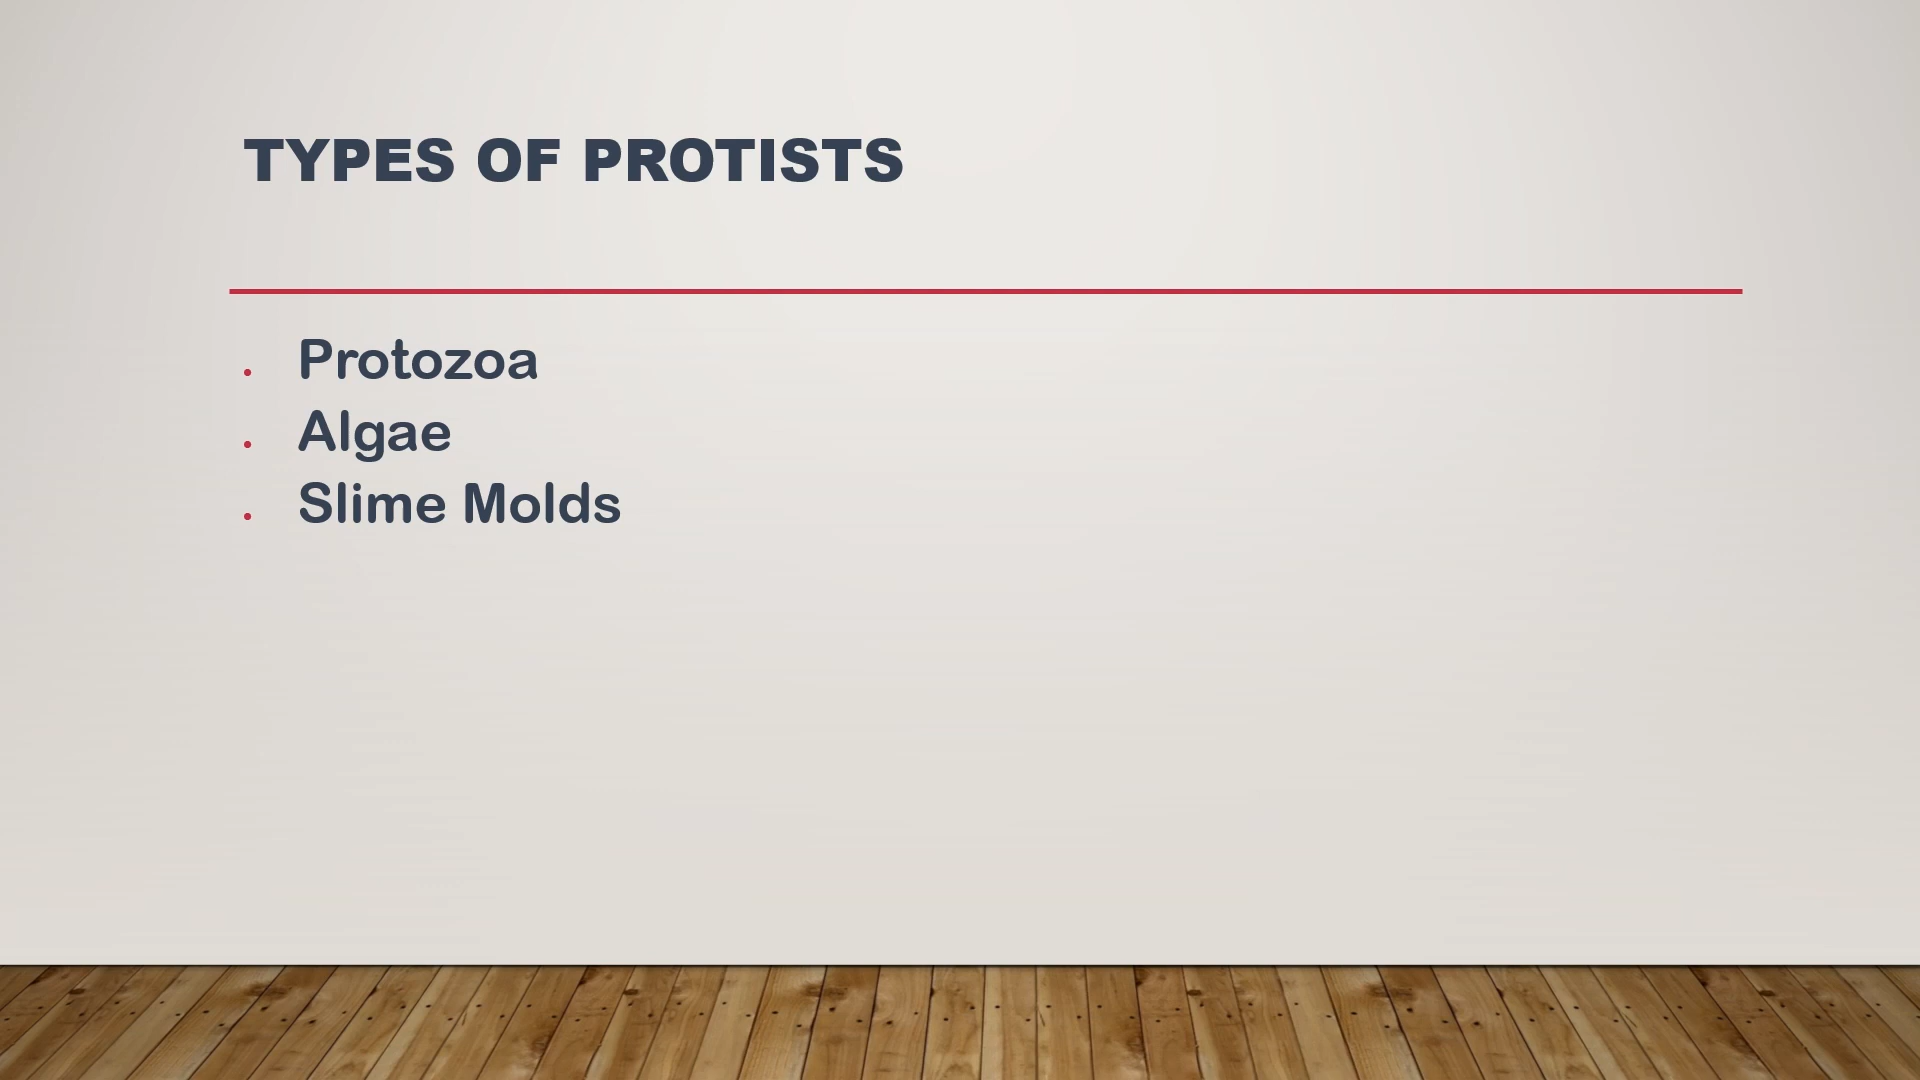 TYPES OF PROTISTS
. Protozoa
. Algae
. Slime Molds